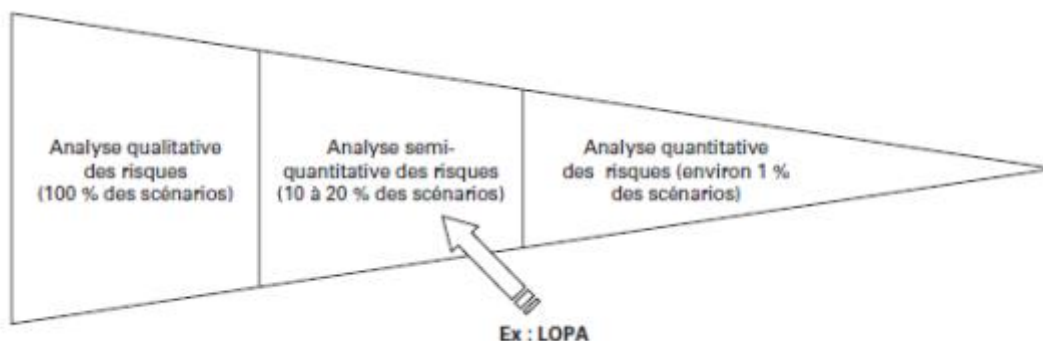 Analyse qualitative
des risques
(100 % des scénarios)
Analyse semi-
quantitative des risques
(10 à 20 % des scénarios)
Analyse quantitative
des risques (environ 1 %
des scénarios)
Ex : LOPA